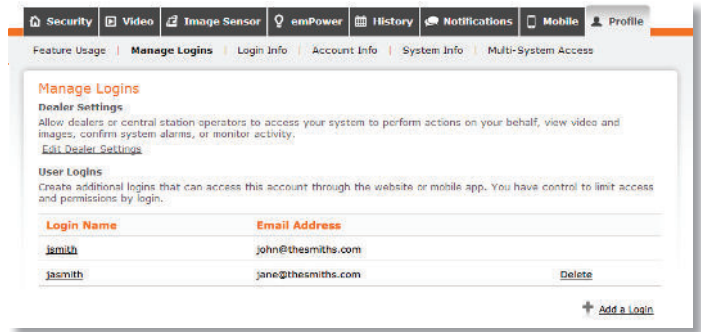 Security Video Image Sensor emPower History Notifications Mobile Profile
Feature Usage | Manage Logins | Login Info | Account Info | System Info | Multi-System Access
Manage Logins
Dealer Settings
Allow dealers or central station operators to access your system to perform actions on your behalf, view video and
images, confirm system alarms, or monitor activity.
Edit Dealer Settings
User Logins
Create additional logins that can access this account through the website or mobile app. You have control to limit access
and permissions by login.
Login Name Email Address
jsmith john@thesmiths.com
jasmith jane@thesmiths.com Delete
Add a Login